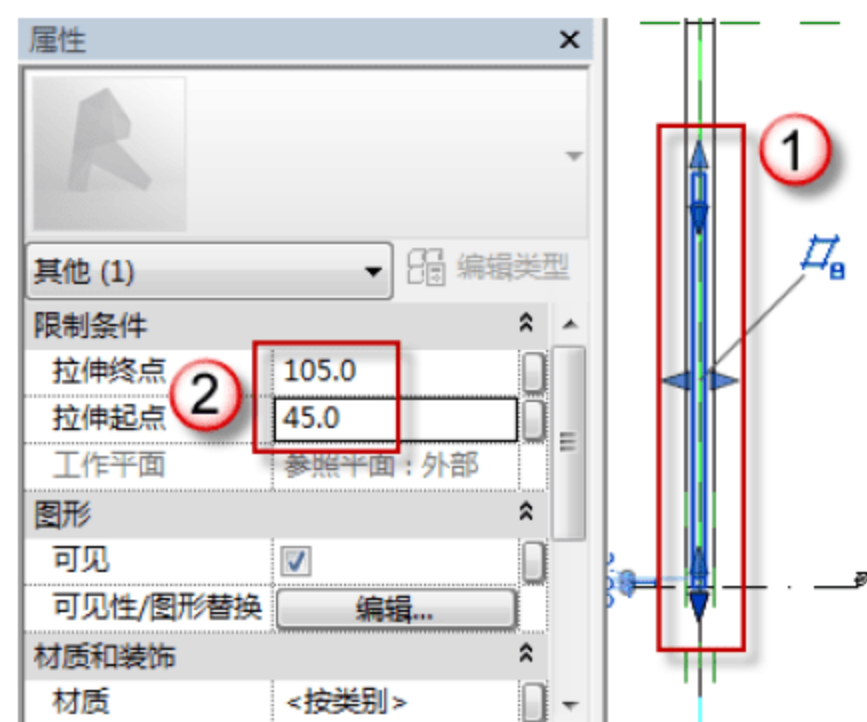 属性
其他 (1)
编辑类型
限制条件
拉伸终点 105.0
拉伸起点 45.0
工作平面 参照平面：外部
图形
可见
可见性/图形替换 编辑...
材质和装饰
材质 <按类别>
1
2